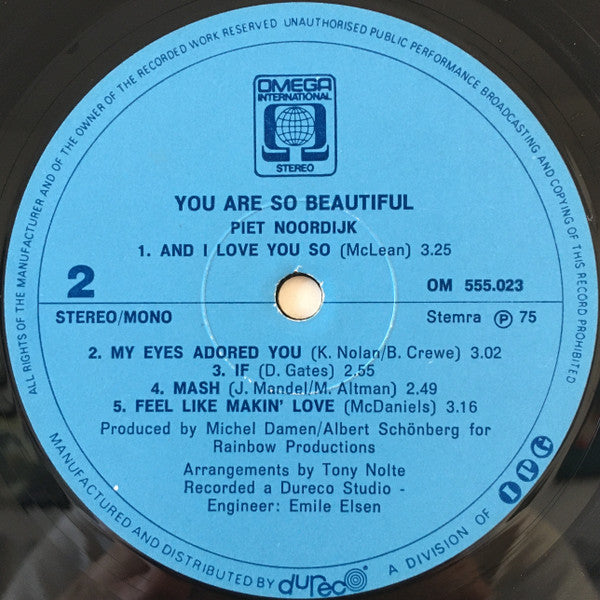 ALL RIGHTS OF THE MANUFACTURER AND OF THE OWNER OF THE RECORDED WORK RESERVED UNAUTHORISED PUBLIC PERFORMANCE BROADCASTING AND COPYING OF THIS RECORD PROHIBITED
OMEGA
INTERNATIONAL
STEREO
YOU ARE SO BEAUTIFUL
PIET NOORDIJK
1. AND I LOVE YOU SO (McLean) 3.25
2 OM 555.023
STEREO/MONO Stemra Ⓟ 75
2. MY EYES ADORED YOU (K. Nolan/B. Crewe) 3.02
3. IF (D. Gates) 2.55
4. MASH (J. Mandel/M. Altman) 2.49
5. FEEL LIKE MAKIN' LOVE (McDaniels) 3.16
Produced by Michel Damen/Albert Schönberg for
Rainbow Productions
Arrangements by Tony Nolte
Recorded a Dureco Studio -
Engineer: Emile Elsen
MANUFACTURED AND DISTRIBUTED BY dureco A DIVISION OF